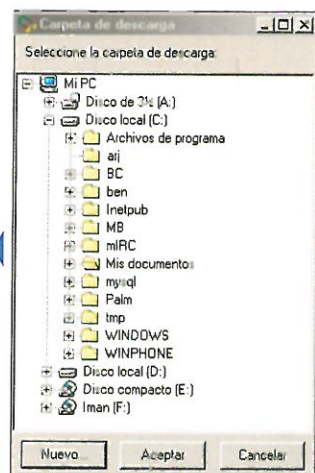 Carpeta de descarga
Seleccione la carpeta de descarga:
Mi PC
Disco de 3½ (A:)
Disco local (C:)
Archivos de programa
arj
BC
ben
Inetpub
MB
mIRC
Mis documentos
mysql
Palm
tmp
WINDOWS
WINPHONE
Disco local (D:)
Disco compacto (E:)
Iman (F:)
Nuevo... Aceptar Cancelar